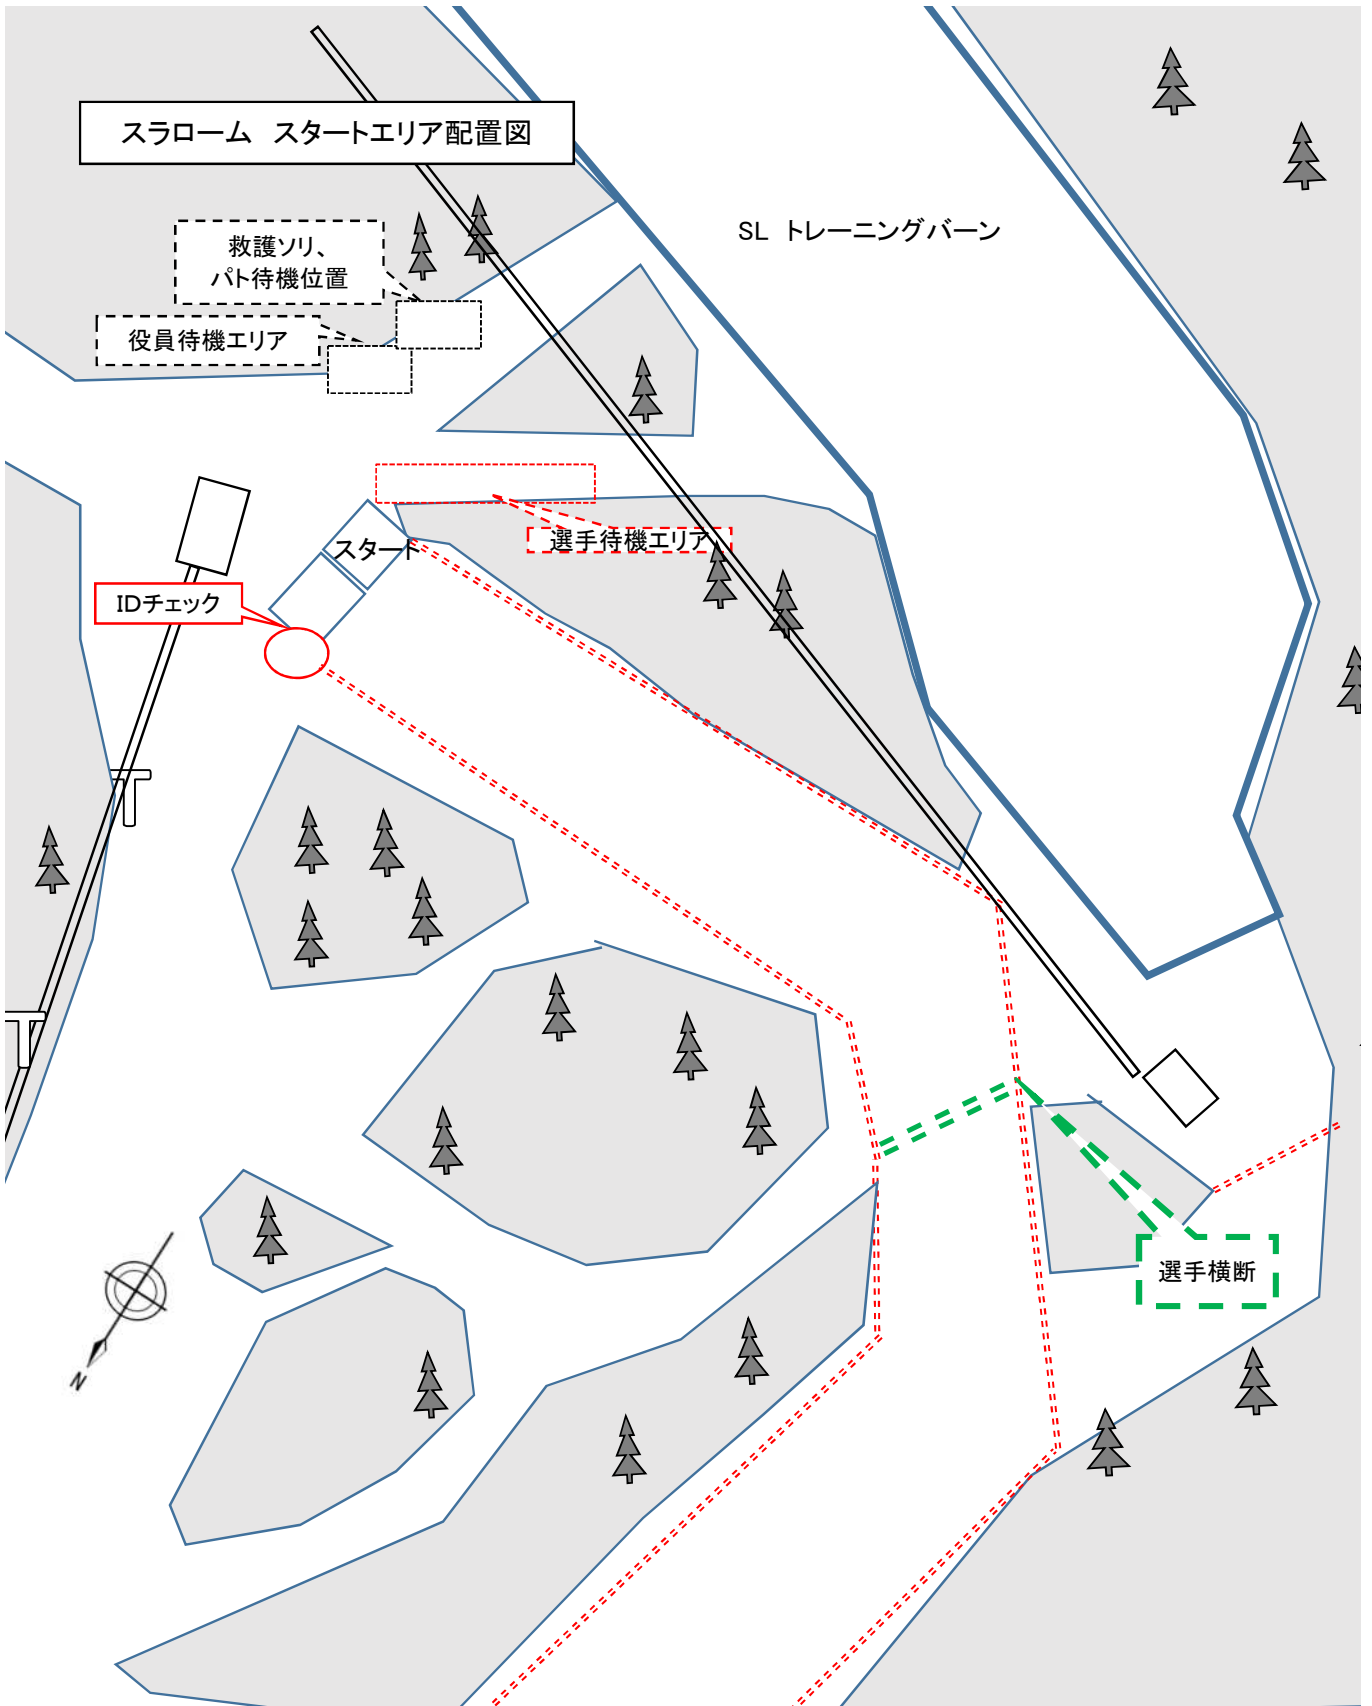 スラローム スタートエリア配置図
SL トレーニングバーン
救護ソリ、
パト待機位置
役員待機エリア
選手待機エリア
スタート
IDチェック
選手横断
N